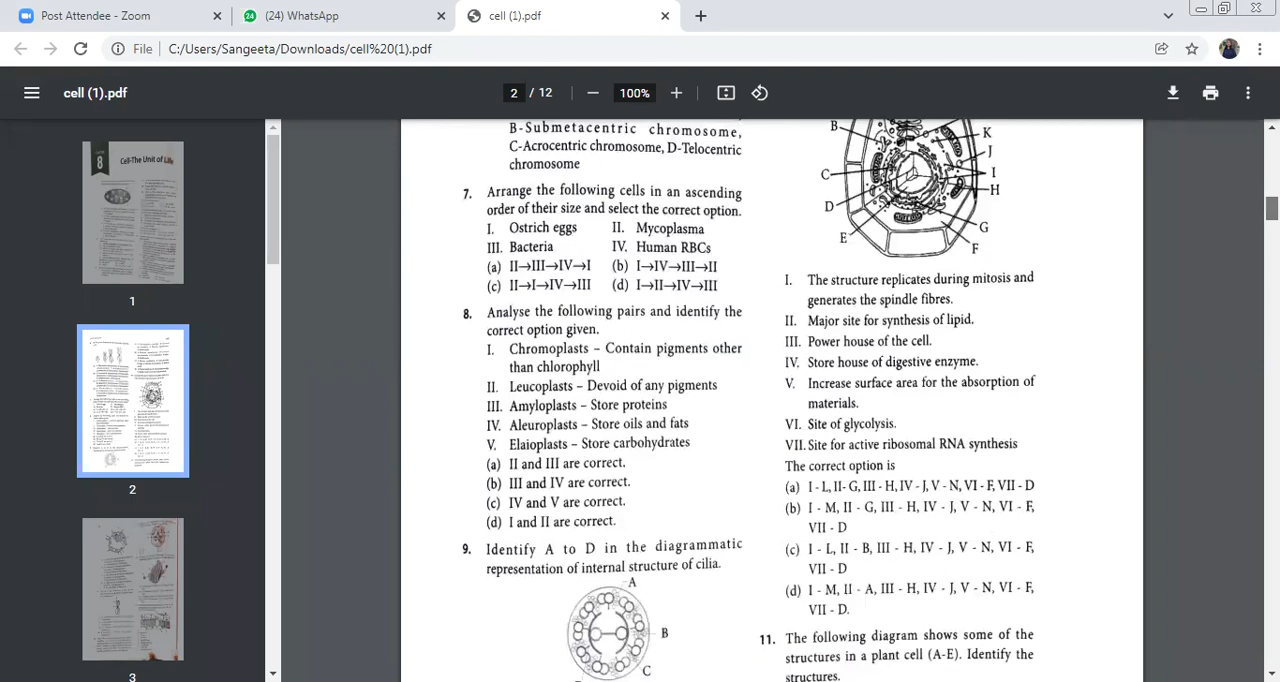 Post Attendee - Zoom
(24) WhatsApp
cell (1).pdf
File
C:/Users/Sangeeta/Downloads/cell%20(1).pdf
cell (1).pdf
2 / 12
100%
8
Cell-The Unit of Life
1
2
3
B-Submetacentric chromosome,
C-Acrocentric chromosome, D-Telocentric
chromosome
7. Arrange the following cells in an ascending
order of their size and select the correct option.
I. Ostrich eggs II. Mycoplasma
III. Bacteria IV. Human RBCs
(a) II→III→IV→I (b) I→IV→III→II
(c) II→I→IV→III (d) I→II→IV→III
8. Analyse the following pairs and identify the
correct option given.
I. Chromoplast – Contain pigments other
than chlorophyll
II. Leucoplasts – Devoid of any pigments
III. Amyloplasts – Store proteins
IV. Aleuroplasts – Store oils and fats
V. Elaioplasts – Store carbohydrates
(a) II and III are correct.
(b) III and IV are correct.
(c) IV and V are correct.
(d) I and II are correct.
9. Identify A to D in the diagrammatic
representation of internal structure of cilia.
A
B
C
B
C
D
E
K
J
I
H
G
F
I. The structure replicates during mitosis and
generates the spindle fibres.
II. Major site for synthesis of lipid.
III. Power house of the cell.
IV. Store house of digestive enzyme.
V. Increase surface area for the absorption of
materials.
VI. Site of glycolysis.
VII. Site for active ribosomal RNA synthesis
The correct option is
(a) I - L, II- G, III - H, IV - J, V - N, VI - F, VII - D
(b) I - M, II - G, III - H, IV - J, V - N, VI - F,
VII - D
(c) I - L, II - B, III - H, IV - J, V - N, VI - F,
VII - D
(d) I - M, II - A, III - H, IV - J, V - N, VI - F,
VII - D.
11. The following diagram shows some of the
structures in a plant cell (A-E). Identify the
structures.